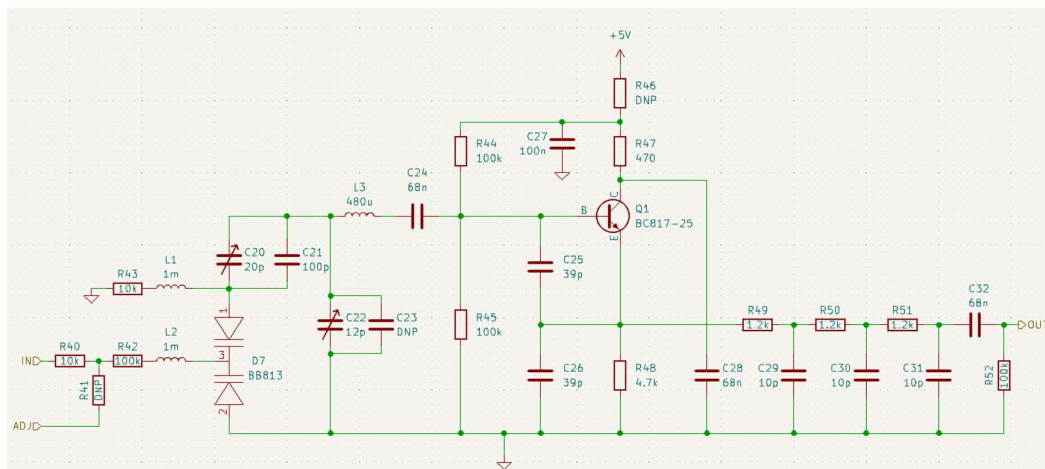 +5V
R46
DNP
C27
100n
R47
470
R44
100k
C24
68n
L3
480u
C
B
E
Q1
BC817-25
C20
20p
C21
100p
C25
39p
L1
1m
R43
10k
C22
12p
C23
DNP
R45
100k
C32
68n
R49
1.2k
R50
1.2k
R51
1.2k
OUT
L2
1m
1
3
2
D7
BB813
IN
R40
10k
R42
100k
R41
DNP
ADJ
C26
39p
R48
4.7k
C28
68n
C29
10p
C30
10p
C31
10p
R52
100k